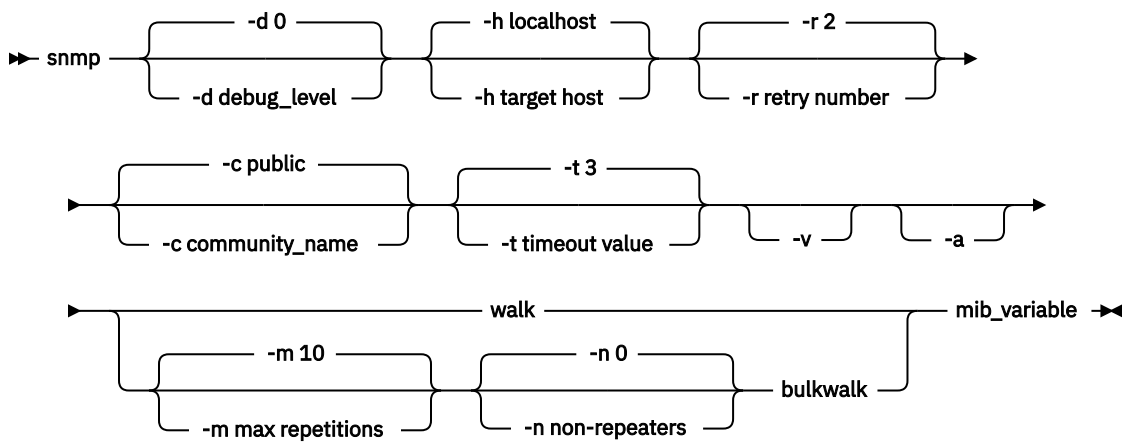 -d 0 -h localhost -r 2
snmp
-d debug_level -h target host -r retry number
-c public -t 3
-c community_name -t timeout value -v -a
walk mib_variable
-m 10 -n 0
bulkwalk
-m max repetitions -n non-repeaters